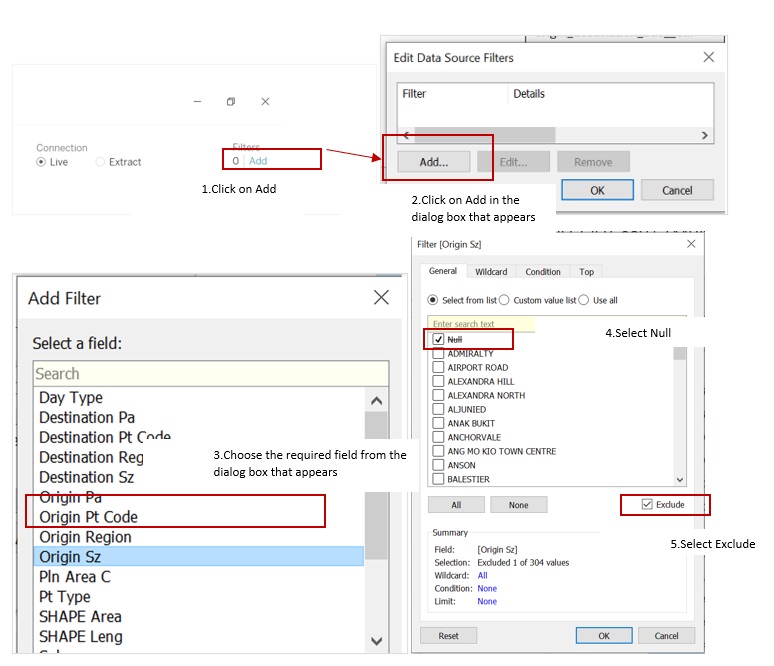 Edit Data Source Filters
Filter
Details
Connection
Filters
Live
Extract
0
Add
Add...
Edit...
Remove
1.Click on Add
OK
Cancel
2.Click on Add in the
dialog box that appears
Filter [Origin Sz]
General
Wildcard
Condition
Top
Select from list
Custom value list
Use all
Enter search text
Null
4.Select Null
ADMIRALTY
AIRPORT ROAD
ALEXANDRA HILL
ALEXANDRA NORTH
ALJUNIED
ANAK BUKIT
ANCHORVALE
ANG MO KIO TOWN CENTRE
ANSON
BALESTIER
All
None
Exclude
5.Select Exclude
Summary
Field: [Origin Sz]
Selection: Excluded 1 of 304 values
Wildcard: All
Condition: None
Limit: None
Reset
OK
Cancel
Add Filter
Select a field:
Search
Day Type
Destination Pa
Destination Pt Code
Destination Reg
Destination Sz
Origin Pa
Origin Pt Code
Origin Region
Origin Sz
Pln Area C
Pt Type
SHAPE Area
SHAPE Leng
3.Choose the required field from the
dialog box that appears